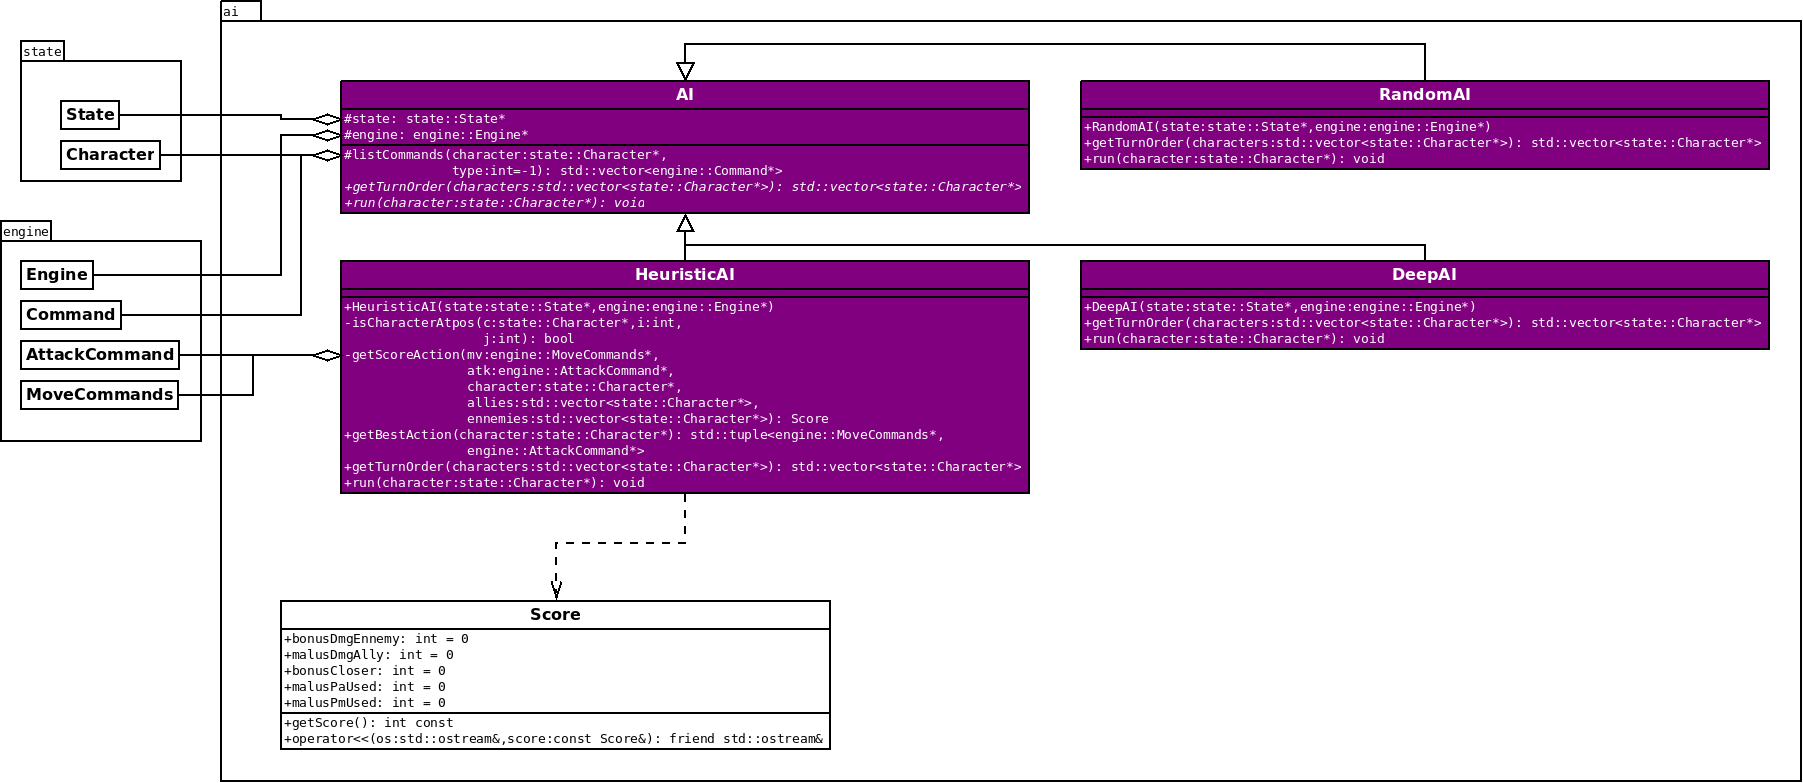 ai
state
State
Character
engine
Engine
Command
AttackCommand
MoveCommands
AI
#state: state::State*
#engine: engine::Engine*
#listCommands(character:state::Character*,
type:int=-1): std::vector<engine::Command*>
+getTurnOrder(characters:std::vector<state::Character*>): std::vector<state::Character*>
+run(character:state::Character*): void
RandomAI
+RandomAI(state:state::State*,engine:engine::Engine*)
+getTurnOrder(characters:std::vector<state::Character*>): std::vector<state::Character*>
+run(character:state::Character*): void
HeuristicAI
+HeuristicAI(state:state::State*,engine:engine::Engine*)
-isCharacterAtpos(c:state::Character*,i:int,
j:int): bool
-getScoreAction(mv:engine::MoveCommands*,
atk:engine::AttackCommand*,
character:state::Character*,
allies:std::vector<state::Character*>,
ennemies:std::vector<state::Character*>): Score
+getBestAction(character:state::Character*): std::tuple<engine::MoveCommands*,
engine::AttackCommand*>
+getTurnOrder(characters:std::vector<state::Character*>): std::vector<state::Character*>
+run(character:state::Character*): void
DeepAI
+DeepAI(state:state::State*,engine:engine::Engine*)
+getTurnOrder(characters:std::vector<state::Character*>): std::vector<state::Character*>
+run(character:state::Character*): void
Score
+bonusDmgEnnemy: int = 0
+malusDmgAlly: int = 0
+bonusCloser: int = 0
+malusPaUsed: int = 0
+malusPmUsed: int = 0
+getScore(): int const
+operator<<(os:std::ostream&,score:const Score&): friend std::ostream&